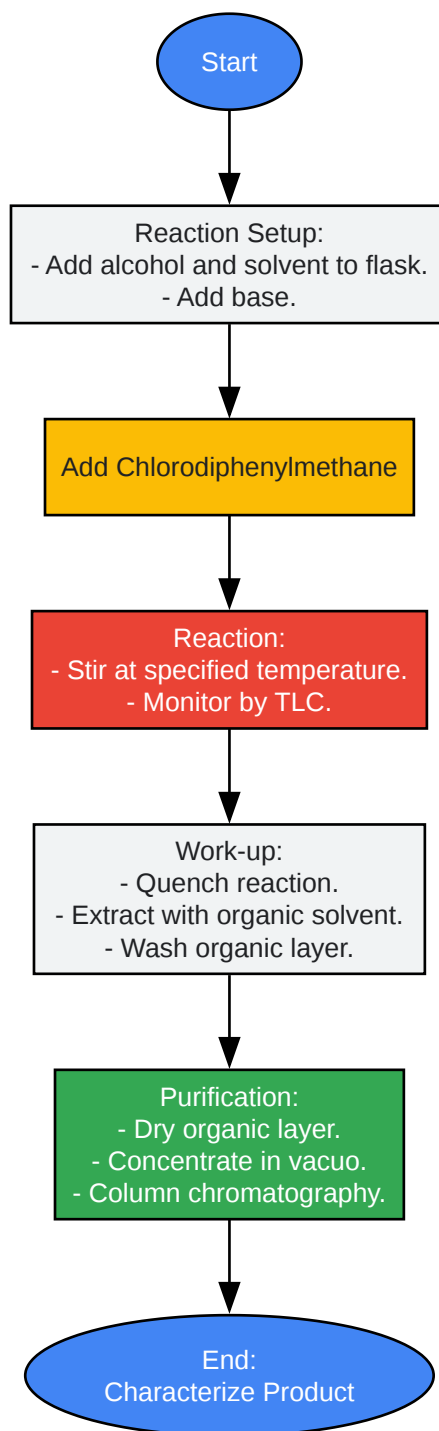 Start
Reaction Setup:
- Add alcohol and solvent to flask.
- Add base.
Add Chlorodiphenylmethane
Reaction:
- Stir at specified temperature.
- Monitor by TLC.
Work-up:
- Quench reaction.
- Extract with organic solvent.
- Wash organic layer.
Purification:
- Dry organic layer.
- Concentrate in vacuo.
- Column chromatography.
End:
Characterize Product